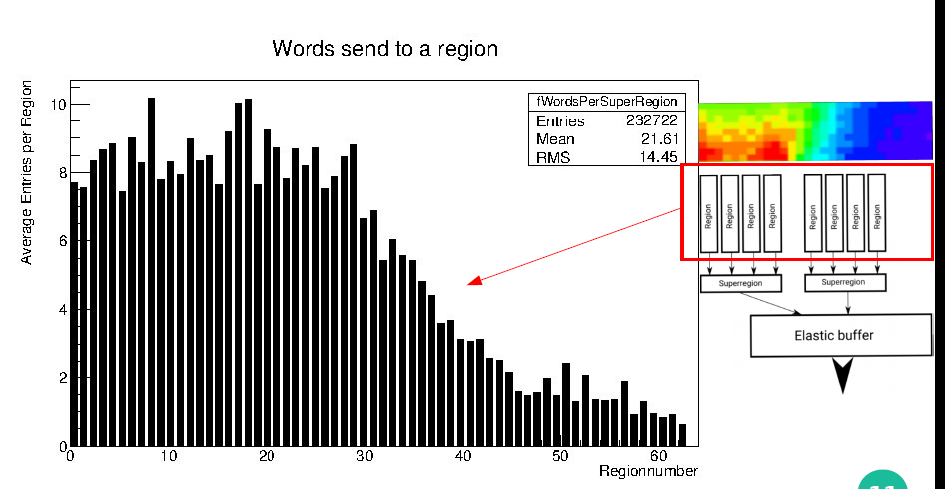 Words send to a region
Average Entries per Region
fWordsPerSuperRegion
Entries 232722
Mean 21.61
RMS 14.45
10
8
6
4
2
0
0 10 20 30 40 50 60
Regionnumber
Region Region Region Region Region Region Region Region
Superregion Superregion
Elastic buffer